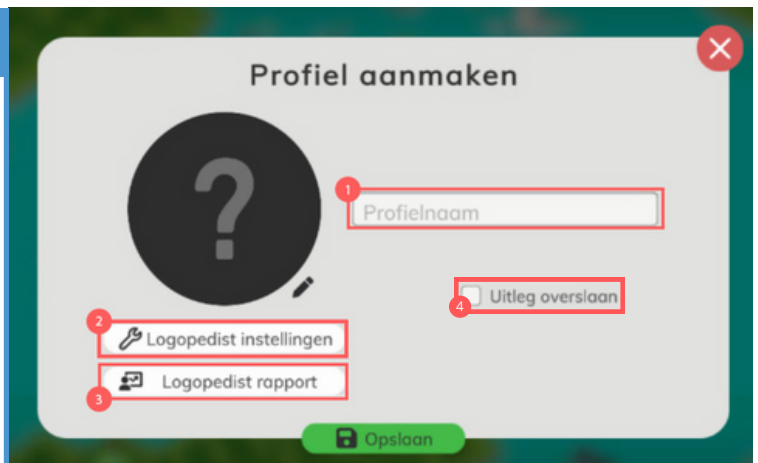 Profiel aanmaken
1
Profielnaam
4
Uitleg overslaan
2
Logopedist instellingen
3
Logopedist rapport
Opslaan